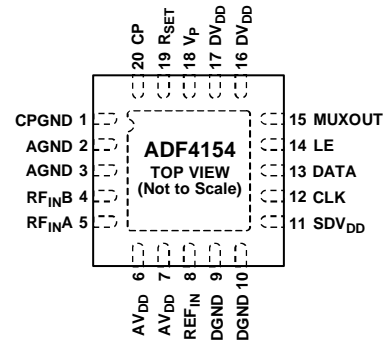 20 CP
19 RSET
18 VP
17 DVDD
16 DVDD
CPGND 1
AGND 2
AGND 3
RFINB 4
RFINA 5
ADF4154
TOP VIEW
(Not to Scale)
15 MUXOUT
14 LE
13 DATA
12 CLK
11 SDVDD
AVDD 6
AVDD 7
REFIN 8
DGND 9
DGND 10